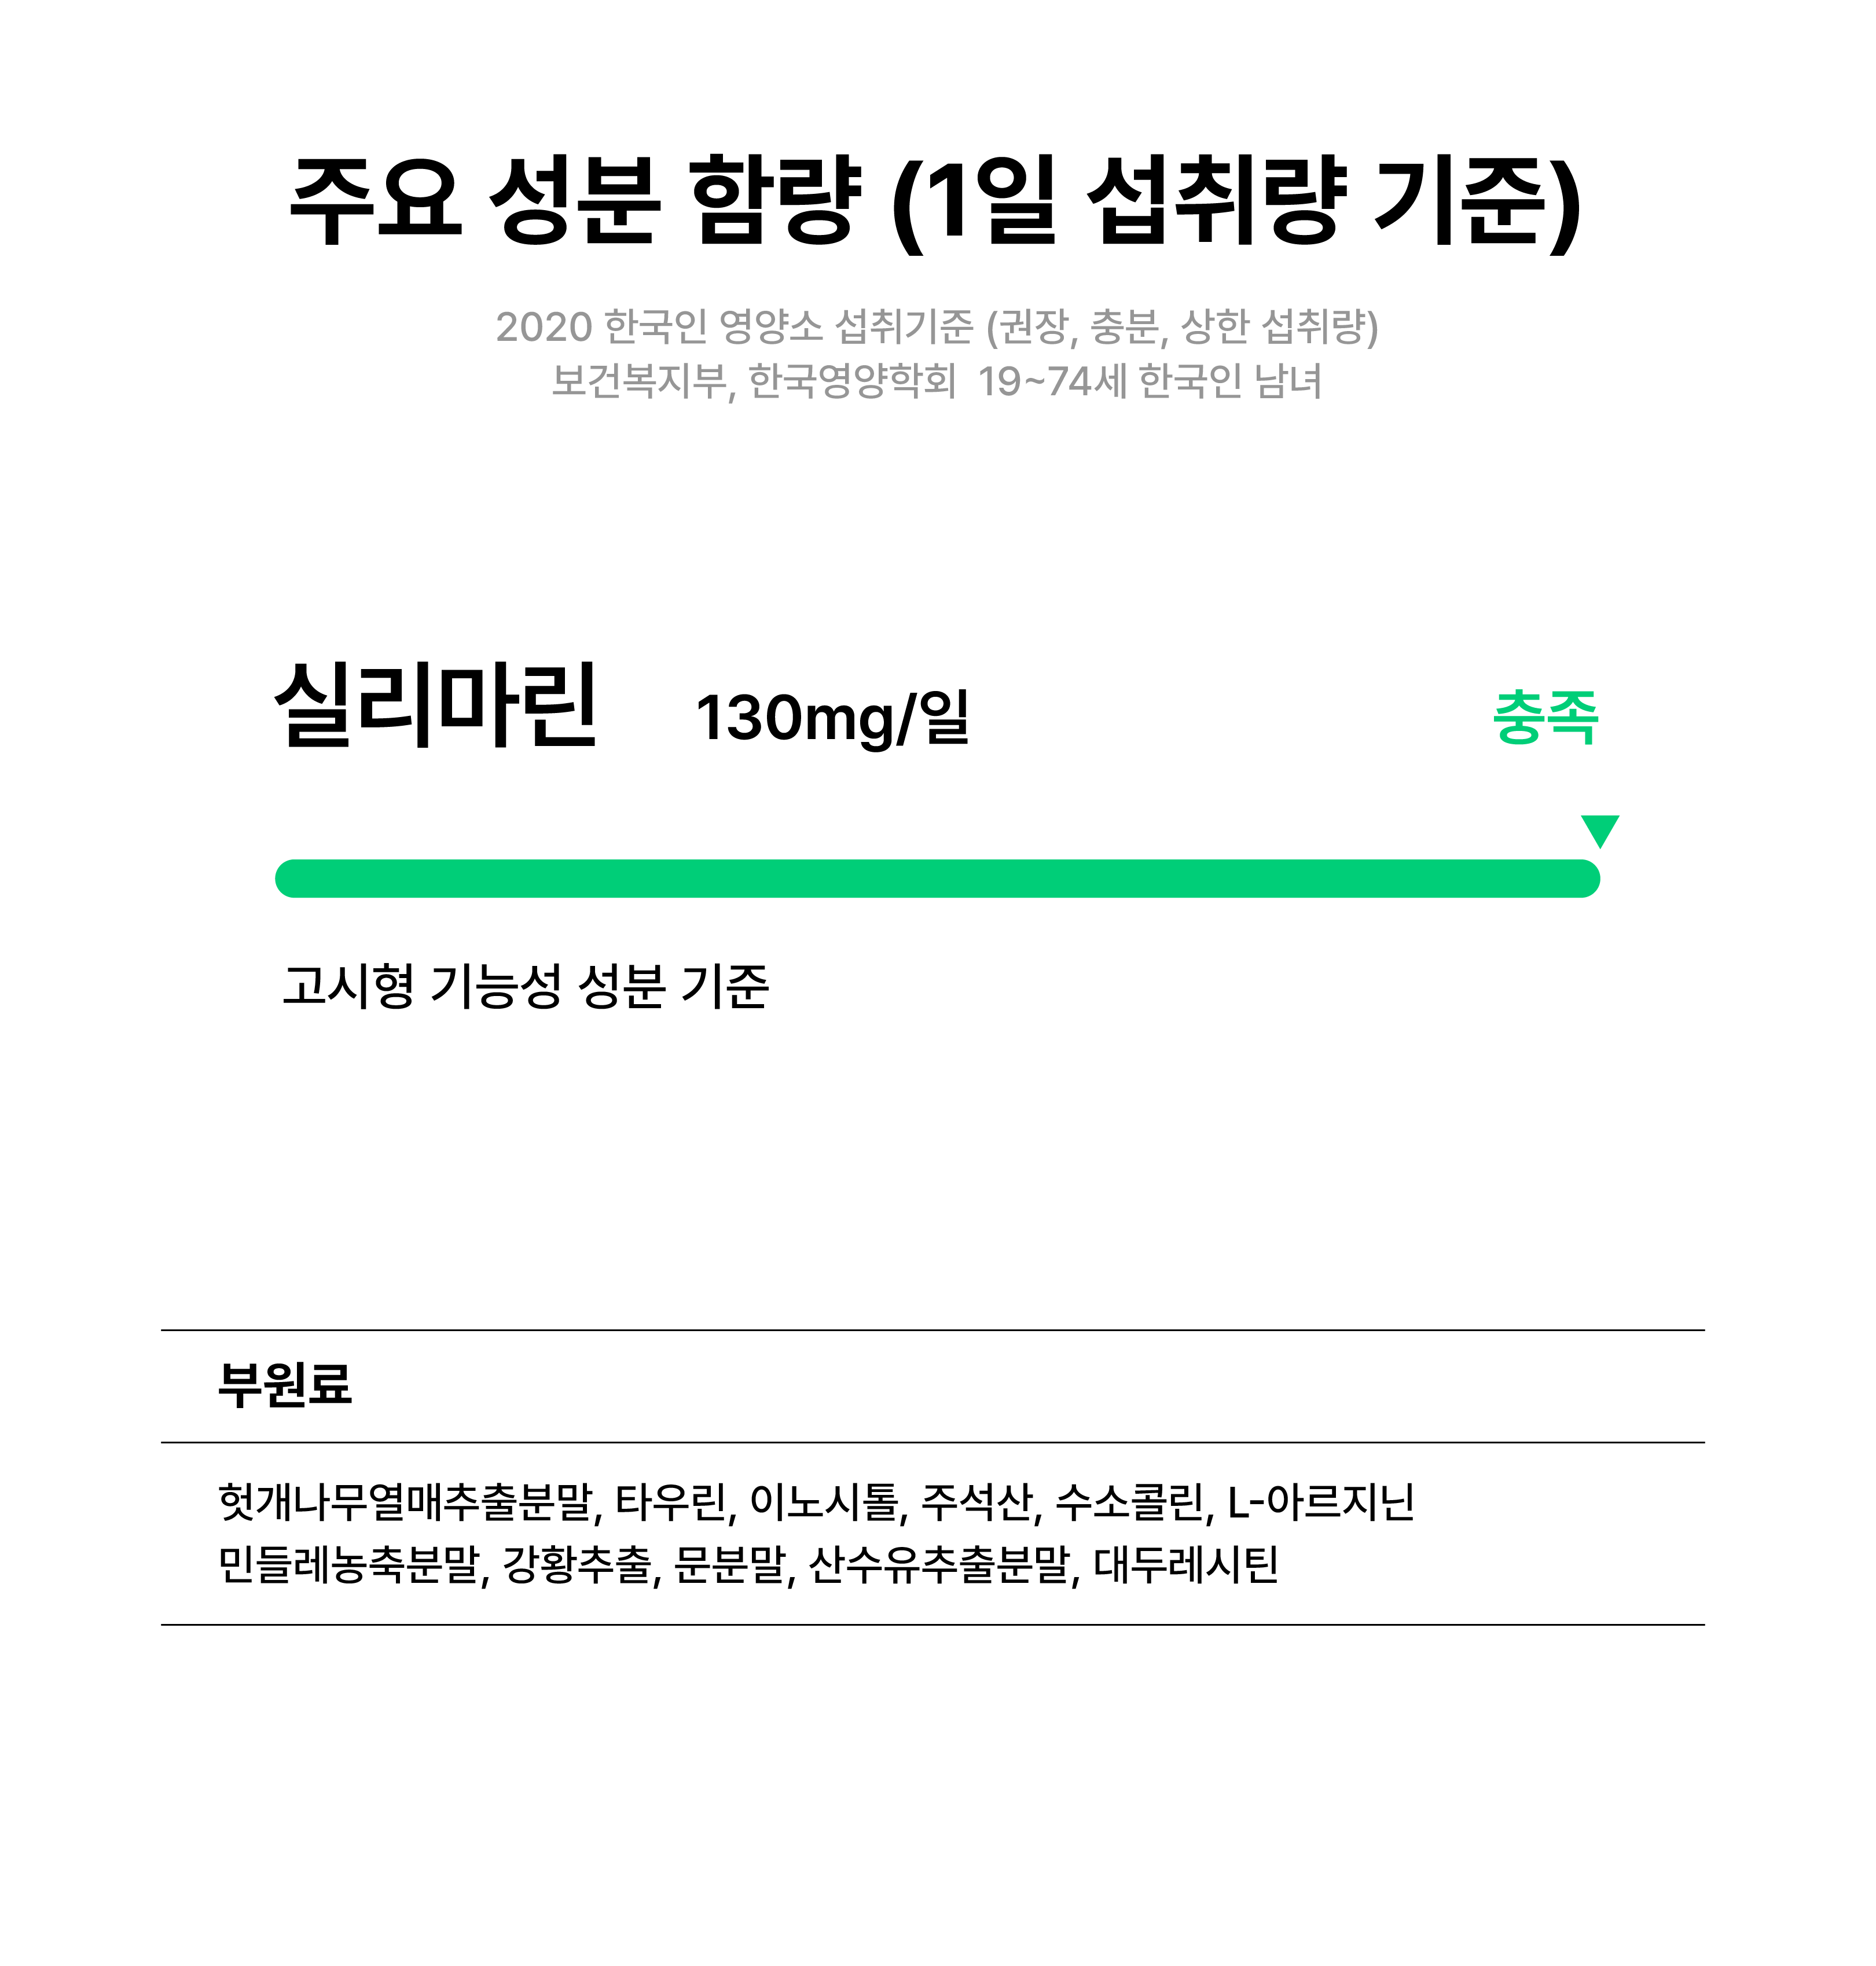 주요 성분 함량 (1일 섭취량 기준)
2020 한국인 영양소 섭취기준 (권장, 충분, 상한 섭취량)
보건복지부, 한국영양학회 19~74세 한국인 남녀
실리마린 130mg/일 충족
고시형 기능성 성분 기준
부원료
헛개나무열매추출분말, 타우린, 이노시톨, 주석산, 수소콜린, L-아르지닌
민들레농축분말, 강황추출, 문분말, 산수유추출분말, 대두레시틴